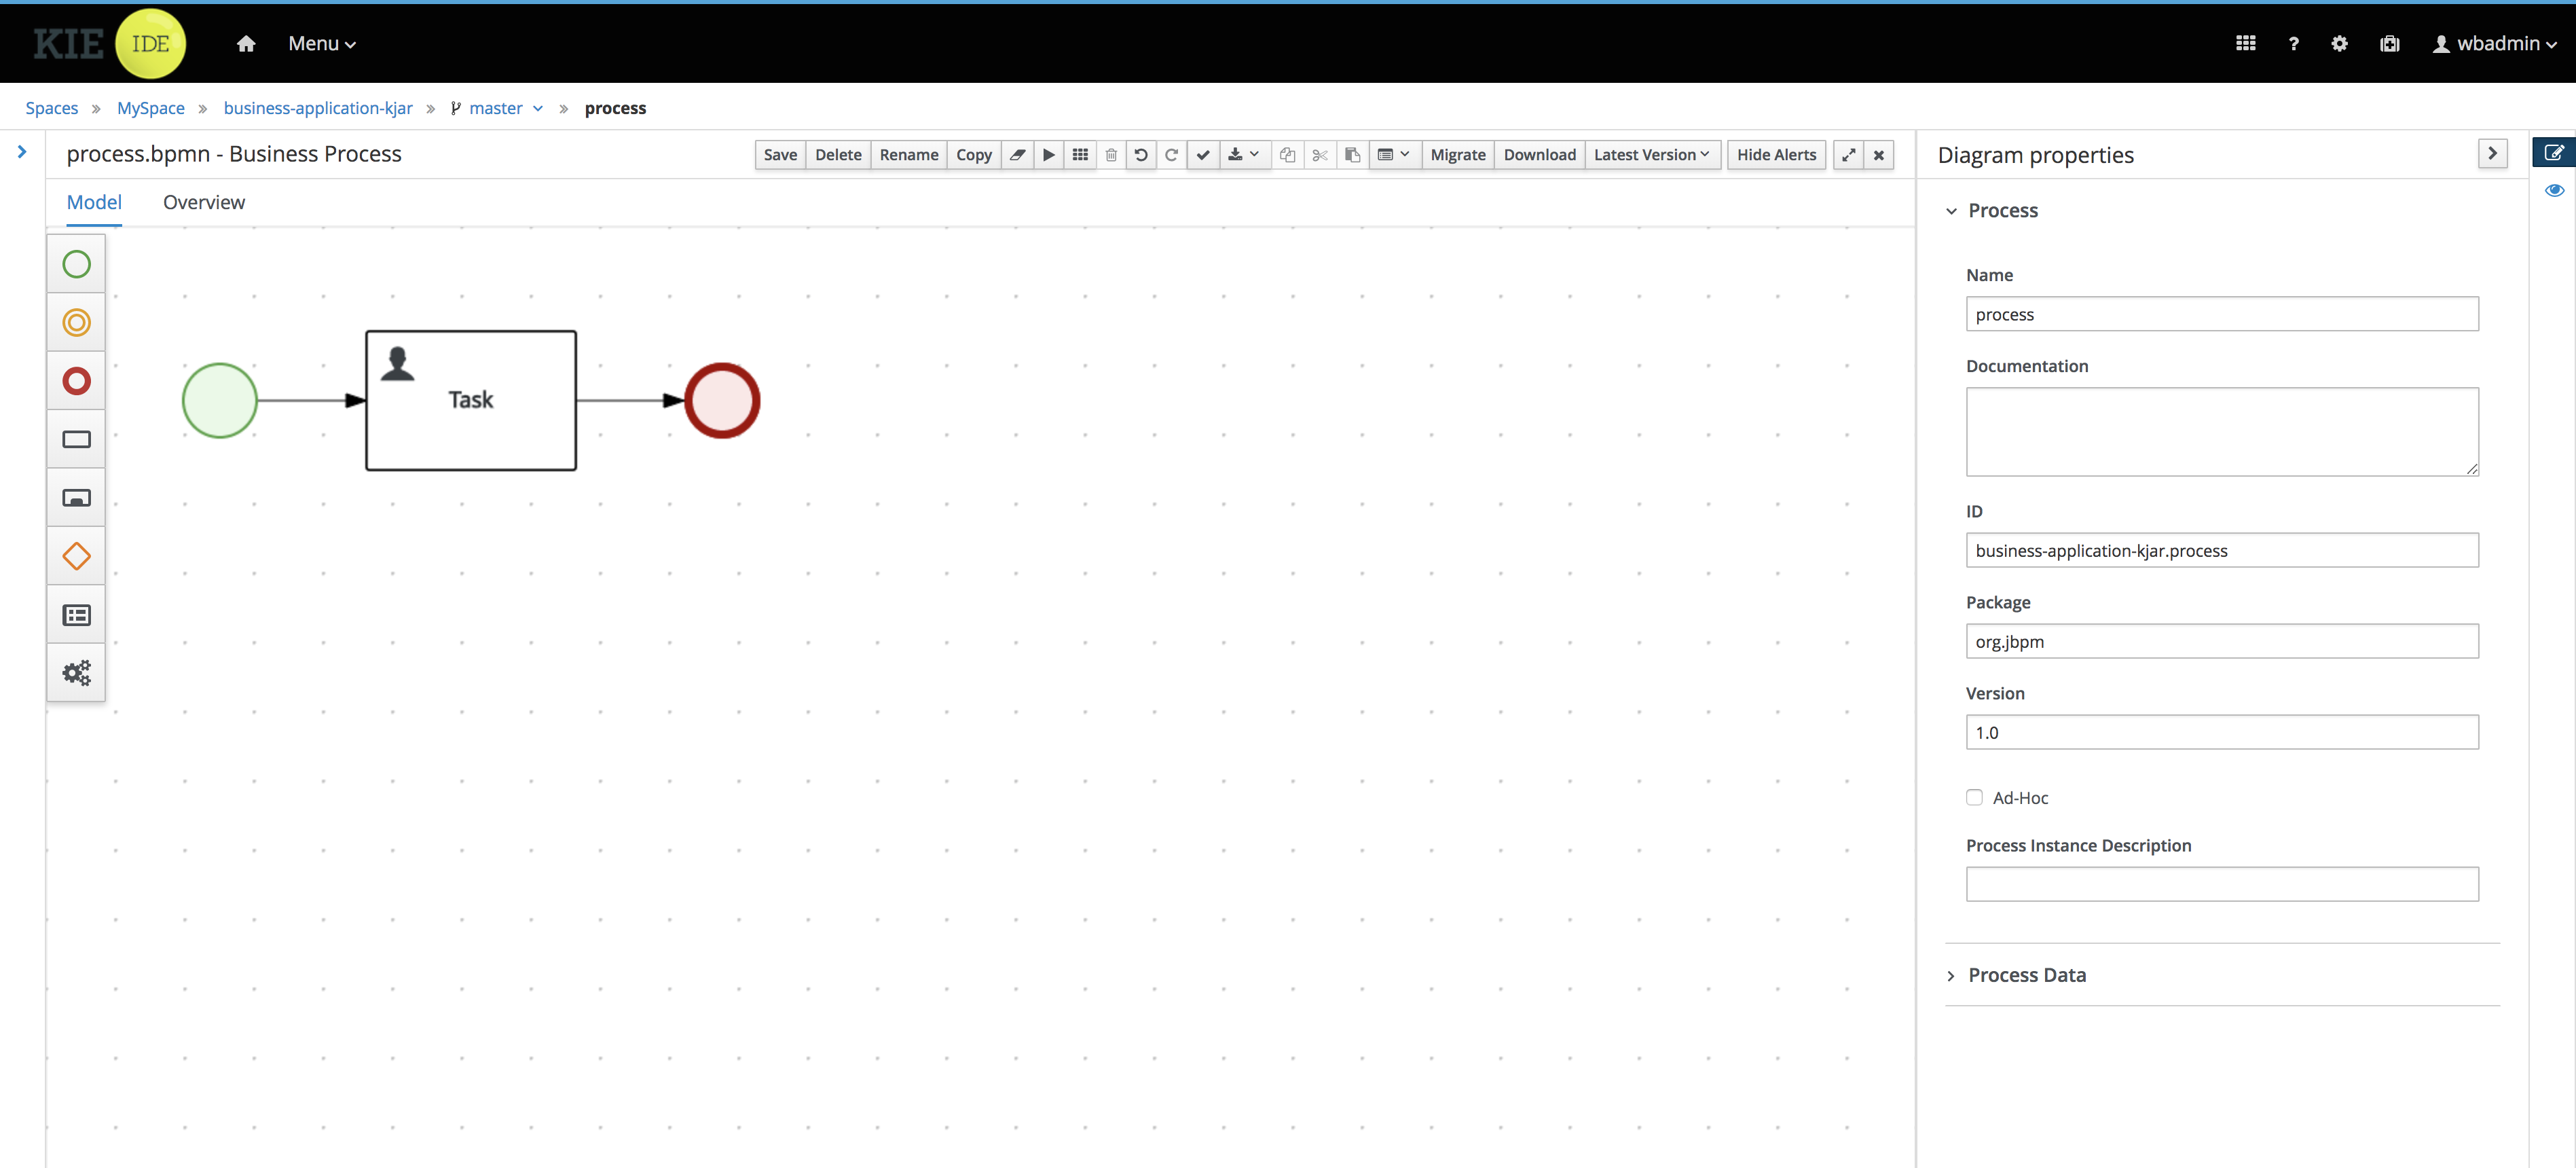 KIE IDE Menu ? wbadmin
Spaces » MySpace » business-application-kjar » master » process
process.bpmn - Business Process
Save Delete Rename Copy Migrate Download Latest Version Hide Alerts
Diagram properties
Model Overview
Process
Name
process
Documentation
Task
ID
business-application-kjar.process
Package
org.jbpm
Version
1.0
Ad-Hoc
Process Instance Description
Process Data